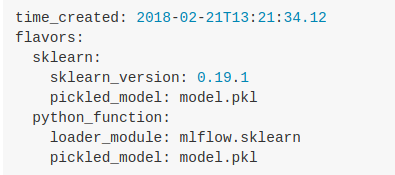 time_created: 2018-02-21T13:21:34.12
flavors:
  sklearn:
    sklearn_version: 0.19.1
    pickled_model: model.pkl
  python_function:
    loader_module: mlflow.sklearn
    pickled_model: model.pkl